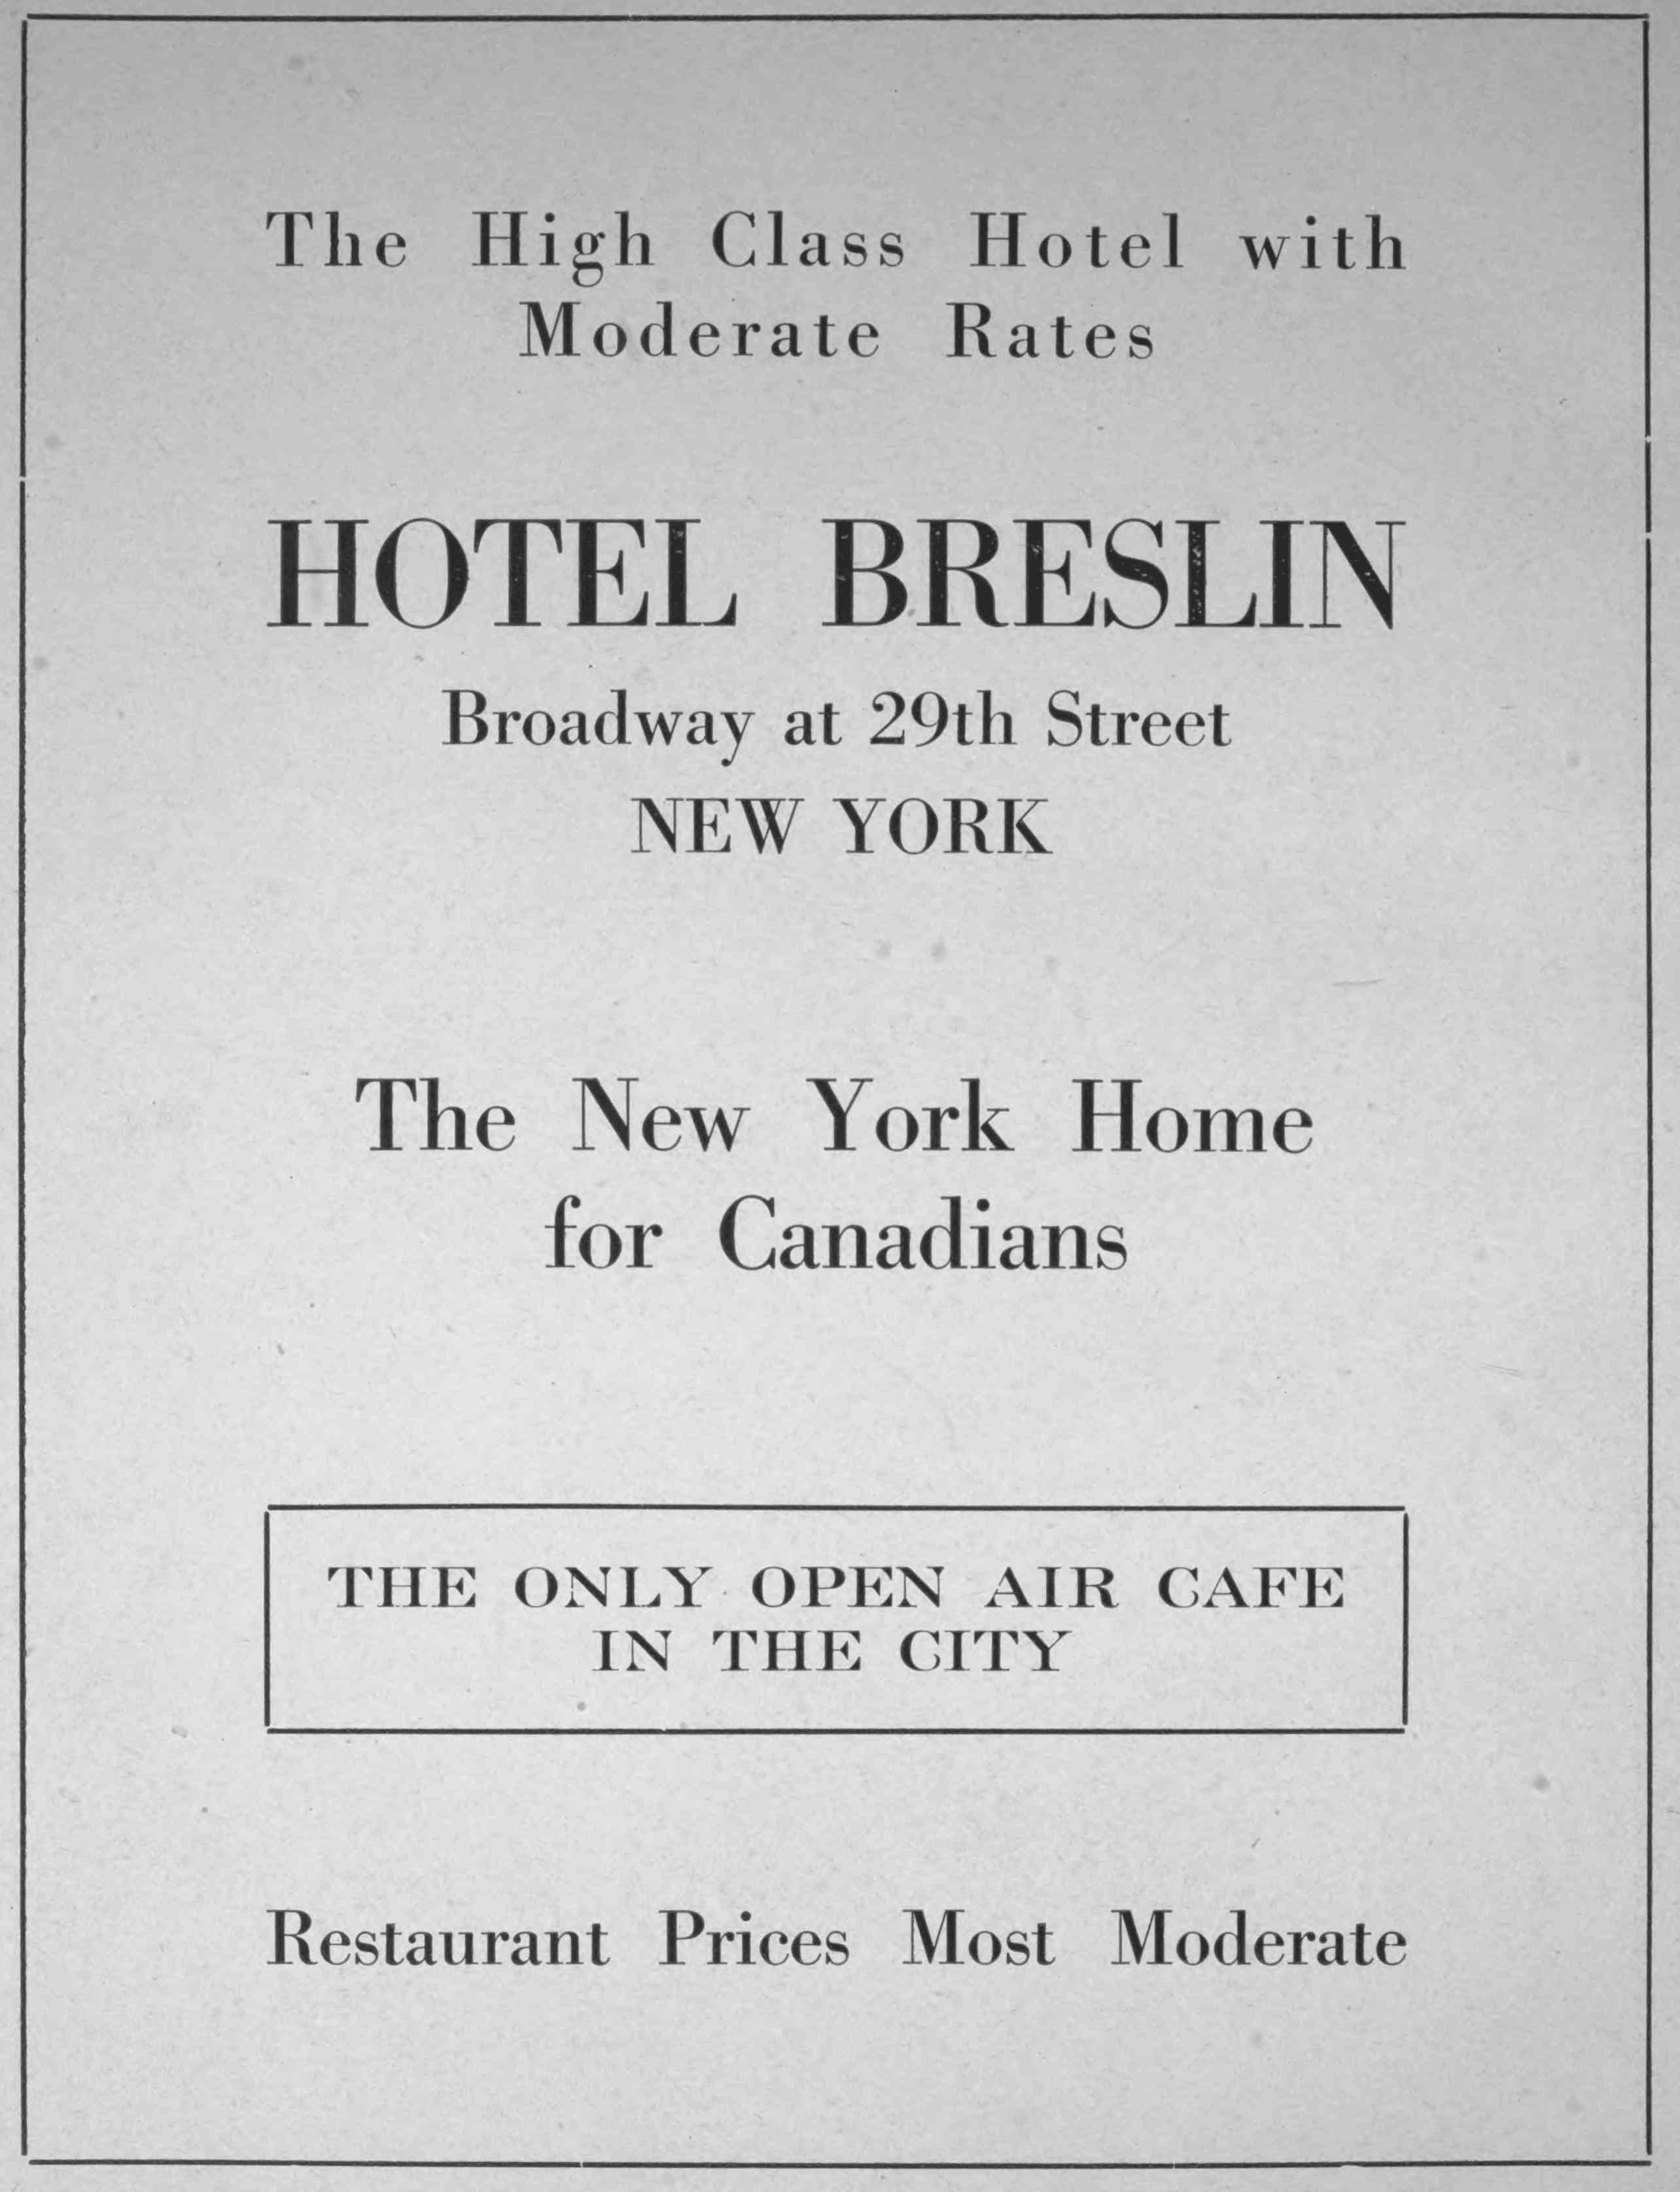 The High Class Hotel with
Moderate Rates
HOTEL BRESLIN
Broadway at 29th Street
NEW YORK
The New York Home
for Canadians
THE ONLY OPEN AIR CAFE
IN THE CITY
Restaurant Prices Most Moderate